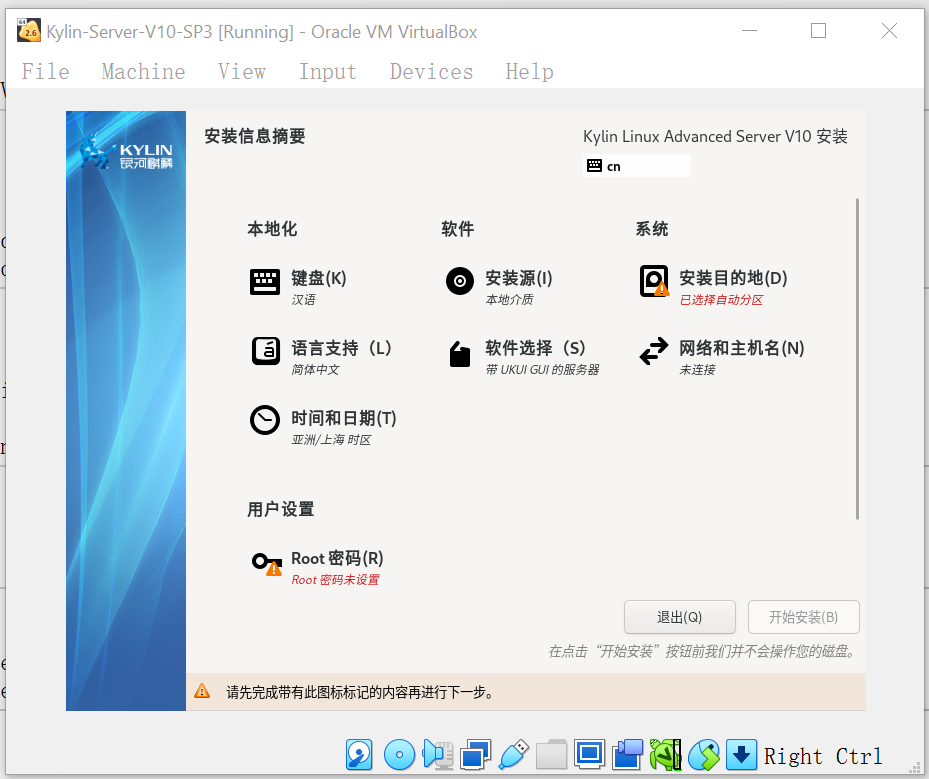 Kylin-Server-V10-SP3 [Running] - Oracle VM VirtualBox
File Machine View Input Devices Help
KYLIN
银河麒麟
安装信息摘要
Kylin Linux Advanced Server V10 安装
cn
本地化
键盘(K)
汉语
语言支持（L）
简体中文
时间和日期(T)
亚洲/上海 时区
软件
安装源(I)
本地介质
软件选择（S）
带 UKUI GUI 的服务器
系统
安装目的地(D)
已选择自动分区
网络和主机名(N)
未连接
用户设置
Root 密码(R)
Root 密码未设置
退出(Q)
开始安装(B)
在点击“开始安装”按钮前我们并不会操作您的磁盘。
请先完成带有此图标标记的内容再进行下一步。
Right Ctrl